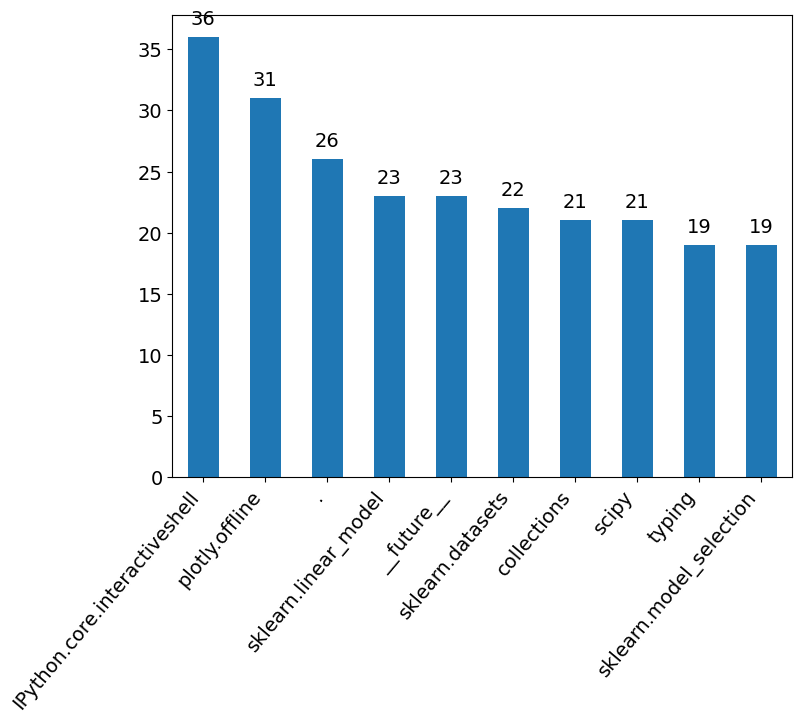 36
31
26
23
23
22
21
21
19
19
35
30
25
20
15
10
5
0
IPython.core.interactiveshell
plotly.offline
.
sklearn.linear_model
__future__
sklearn.datasets
collections
scipy
typing
sklearn.model_selection